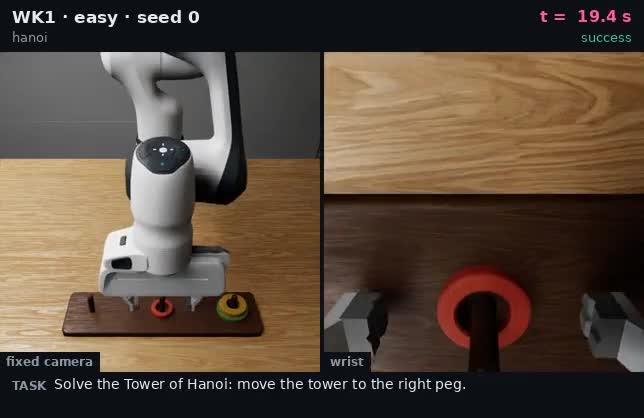 WK1 · easy · seed 0
t = 19.4 s
hanoi
success
fixed camera
wrist
TASK Solve the Tower of Hanoi: move the tower to the right peg.